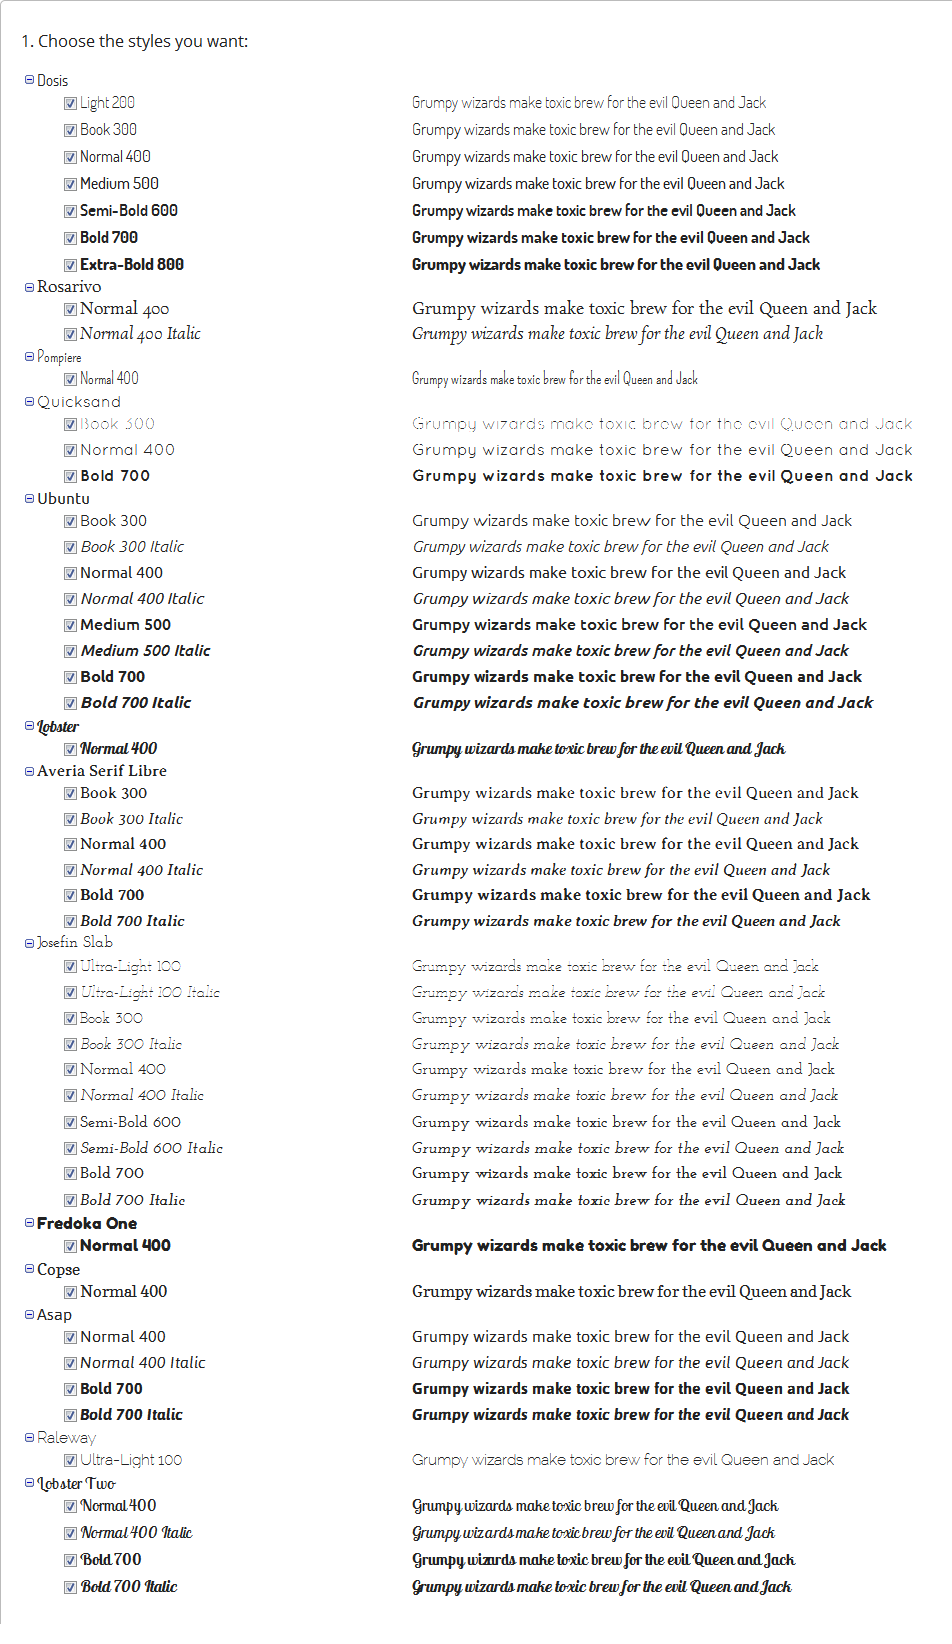 1. Choose the styles you want:
Dosis
Light 200 Grumpy wizards make toxic brew for the evil Queen and Jack
Book 300 Grumpy wizards make toxic brew for the evil Queen and Jack
Normal 400 Grumpy wizards make toxic brew for the evil Queen and Jack
Medium 500 Grumpy wizards make toxic brew for the evil Queen and Jack
Semi-Bold 600 Grumpy wizards make toxic brew for the evil Queen and Jack
Bold 700 Grumpy wizards make toxic brew for the evil Queen and Jack
Extra-Bold 800 Grumpy wizards make toxic brew for the evil Queen and Jack
Rosarivo
Normal 400 Grumpy wizards make toxic brew for the evil Queen and Jack
Normal 400 Italic Grumpy wizards make toxic brew for the evil Queen and Jack
Pompiere
Normal 400 Grumpy wizards make toxic brew for the evil Queen and Jack
Quicksand
Book 300 Grumpy wizards make toxic brew for the evil Queen and Jack
Normal 400 Grumpy wizards make toxic brew for the evil Queen and Jack
Bold 700 Grumpy wizards make toxic brew for the evil Queen and Jack
Ubuntu
Book 300 Grumpy wizards make toxic brew for the evil Queen and Jack
Book 300 Italic Grumpy wizards make toxic brew for the evil Queen and Jack
Normal 400 Grumpy wizards make toxic brew for the evil Queen and Jack
Normal 400 Italic Grumpy wizards make toxic brew for the evil Queen and Jack
Medium 500 Grumpy wizards make toxic brew for the evil Queen and Jack
Medium 500 Italic Grumpy wizards make toxic brew for the evil Queen and Jack
Bold 700 Grumpy wizards make toxic brew for the evil Queen and Jack
Bold 700 Italic Grumpy wizards make toxic brew for the evil Queen and Jack
Lobster
Normal 400 Grumpy wizards make toxic brew for the evil Queen and Jack
Averia Serif Libre
Book 300 Grumpy wizards make toxic brew for the evil Queen and Jack
Book 300 Italic Grumpy wizards make toxic brew for the evil Queen and Jack
Normal 400 Grumpy wizards make toxic brew for the evil Queen and Jack
Normal 400 Italic Grumpy wizards make toxic brew for the evil Queen and Jack
Bold 700 Grumpy wizards make toxic brew for the evil Queen and Jack
Bold 700 Italic Grumpy wizards make toxic brew for the evil Queen and Jack
Josefin Slab
Ultra-Light 100 Grumpy wizards make toxic brew for the evil Queen and Jack
Ultra-Light 100 Italic Grumpy wizards make toxic brew for the evil Queen and Jack
Book 300 Grumpy wizards make toxic brew for the evil Queen and Jack
Book 300 Italic Grumpy wizards make toxic brew for the evil Queen and Jack
Normal 400 Grumpy wizards make toxic brew for the evil Queen and Jack
Normal 400 Italic Grumpy wizards make toxic brew for the evil Queen and Jack
Semi-Bold 600 Grumpy wizards make toxic brew for the evil Queen and Jack
Semi-Bold 600 Italic Grumpy wizards make toxic brew for the evil Queen and Jack
Bold 700 Grumpy wizards make toxic brew for the evil Queen and Jack
Bold 700 Italic Grumpy wizards make toxic brew for the evil Queen and Jack
Fredoka One
Normal 400 Grumpy wizards make toxic brew for the evil Queen and Jack
Copse
Normal 400 Grumpy wizards make toxic brew for the evil Queen and Jack
Asap
Normal 400 Grumpy wizards make toxic brew for the evil Queen and Jack
Normal 400 Italic Grumpy wizards make toxic brew for the evil Queen and Jack
Bold 700 Grumpy wizards make toxic brew for the evil Queen and Jack
Bold 700 Italic Grumpy wizards make toxic brew for the evil Queen and Jack
Raleway
Ultra-Light 100 Grumpy wizards make toxic brew for the evil Queen and Jack
Lobster Two
Normal 400 Grumpy wizards make toxic brew for the evil Queen and Jack
Normal 400 Italic Grumpy wizards make toxic brew for the evil Queen and Jack
Bold 700 Grumpy wizards make toxic brew for the evil Queen and Jack
Bold 700 Italic Grumpy wizards make toxic brew for the evil Queen and Jack